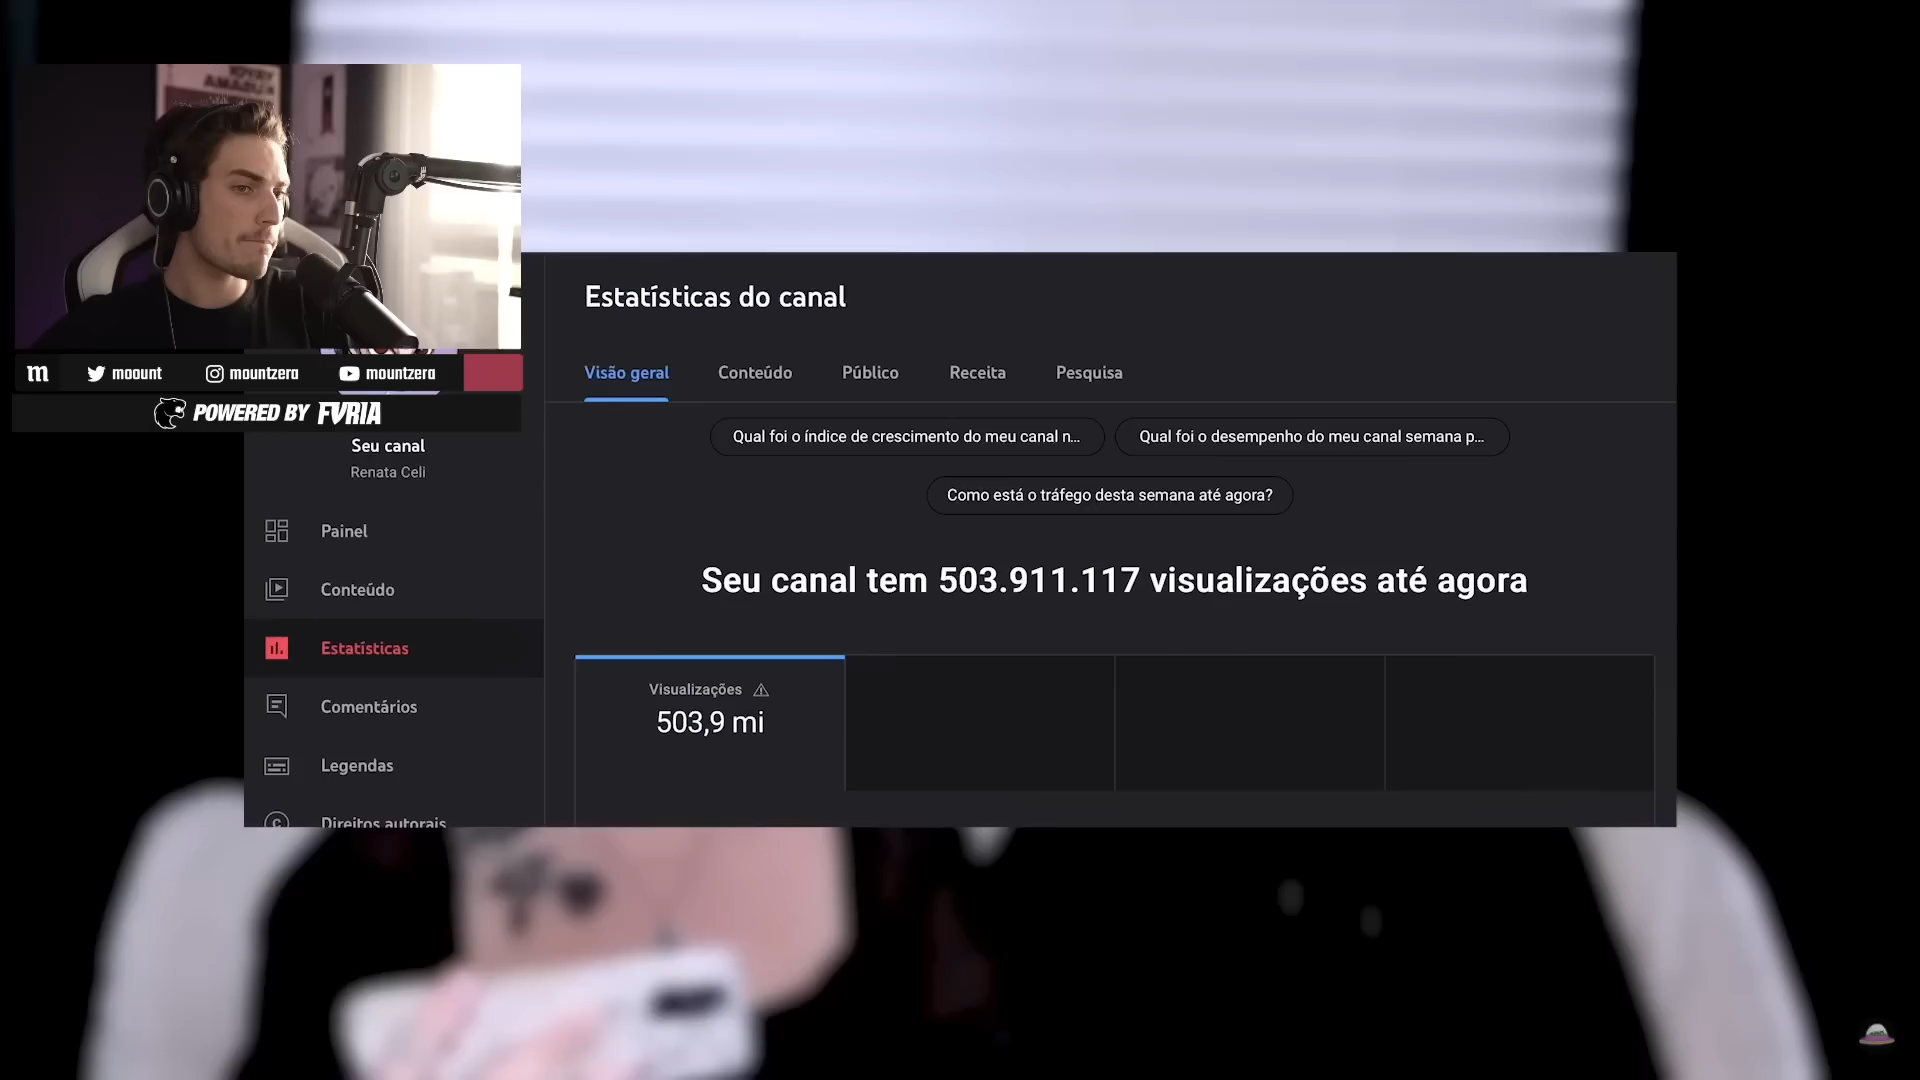 m moount mountzera mountzera
POWERED BY FVRIA
Seu canal
Renata Celi
Painel
Conteúdo
Estatísticas
Comentários
Legendas
Direitos autorais
Estatísticas do canal
Visão geral Conteúdo Público Receita Pesquisa
Qual foi o índice de crescimento do meu canal n... Qual foi o desempenho do meu canal semana p...
Como está o tráfego desta semana até agora?
Seu canal tem 503.911.117 visualizações até agora
Visualizações
503,9 mi